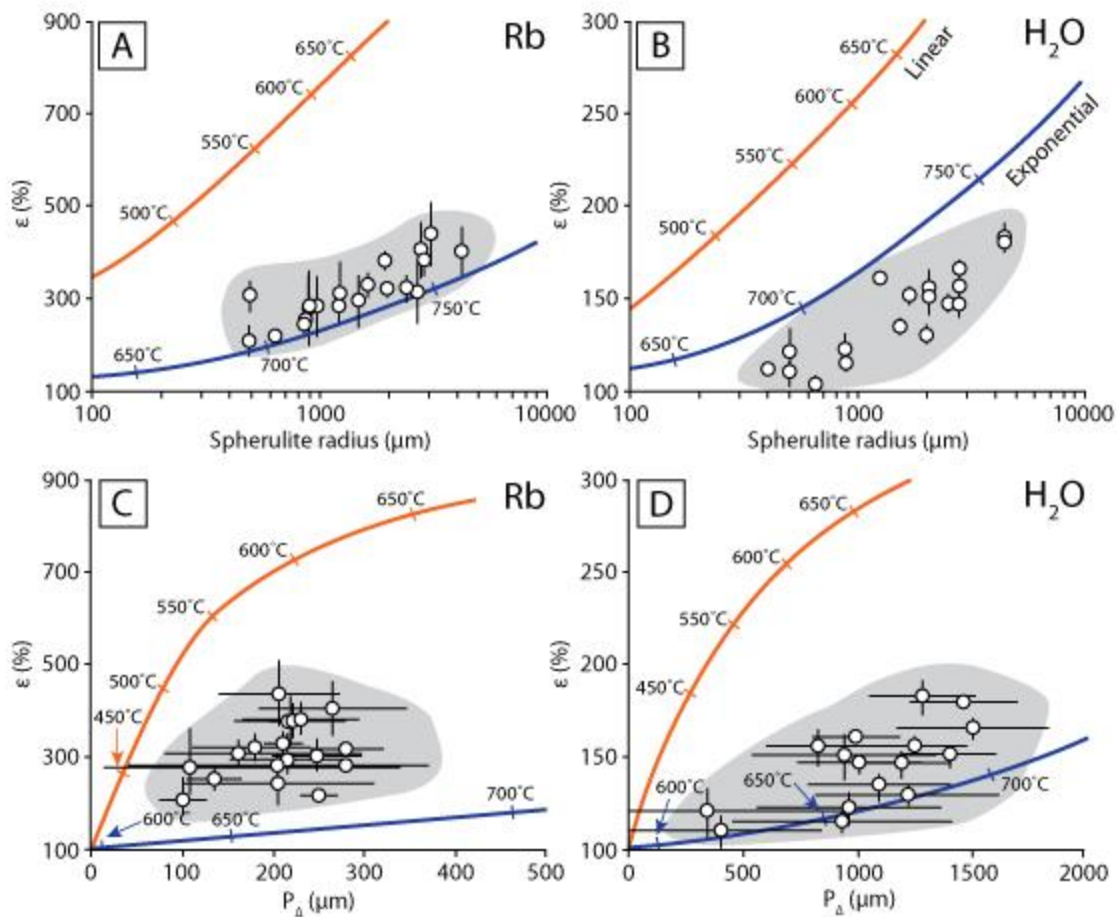 A
Rb
ε (%)
900
700
500
300
100
500°C
550°C
600°C
650°C
650°C
700°C
750°C
100
1000
10000
Spherulite radius (µm)
B
H₂O
ε (%)
300
250
200
150
100
500°C
550°C
600°C
650°C
Linear
650°C
700°C
750°C
Exponential
100
1000
10000
Spherulite radius (µm)
C
Rb
ε (%)
900
700
500
300
100
450°C
500°C
550°C
600°C
650°C
600°C
650°C
700°C
0
100
200
300
400
500
P_Δ (µm)
D
H₂O
ε (%)
300
250
200
150
100
450°C
550°C
600°C
650°C
600°C
650°C
700°C
0
500
1000
1500
2000
P_Δ (µm)